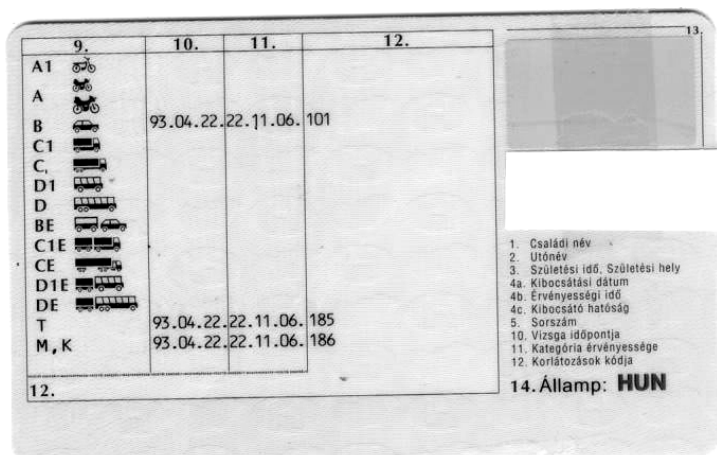 9. 10. 11. 12. 13.
A1
A
B 93.04.22. 22.11.06. 101
C1
C,
D1
D
BE
C1E
CE
D1E
DE
T 93.04.22. 22.11.06. 185
M,K 93.04.22. 22.11.06. 186
12.
1. Családi név
2. Utónév
3. Születési idő, Születési hely
4a. Kibocsátási dátum
4b. Érvényességi idő
4c. Kibocsátó hatóság
5. Sorszám
10. Vizsga időpontja
11. Kategória érvényessége
12. Korlátozások kódja
14. Államp: HUN